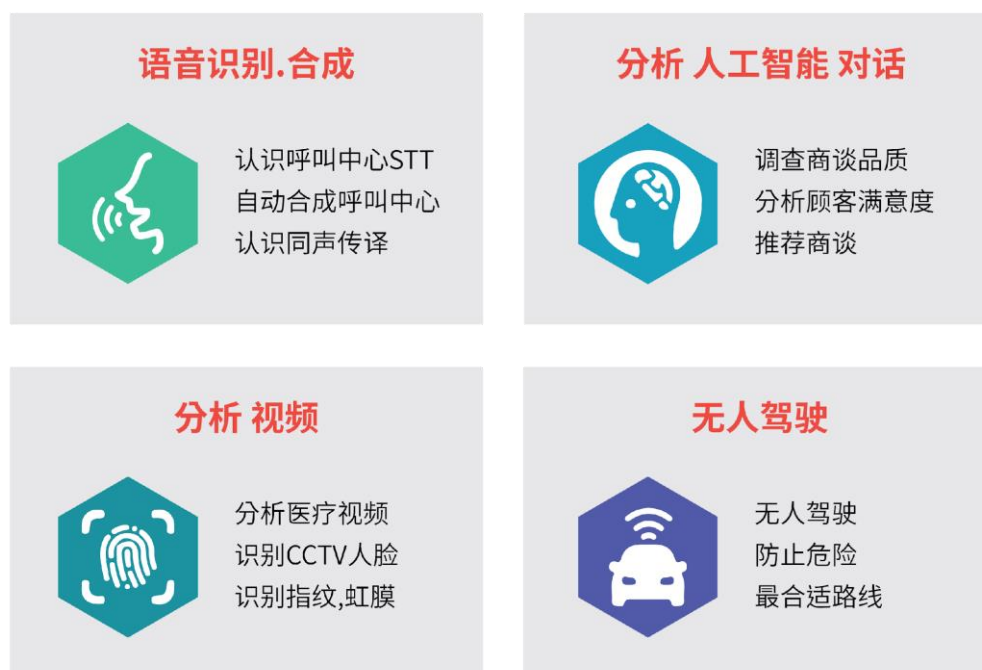 语音识别.合成
认识呼叫中心STT
自动合成呼叫中心
认识同声传译
分析 人工智能 对话
调查商谈品质
分析顾客满意度
推荐商谈
分析 视频
分析医疗视频
识别CCTV人脸
识别指纹,虹膜
无人驾驶
无人驾驶
防止危险
最合适路线